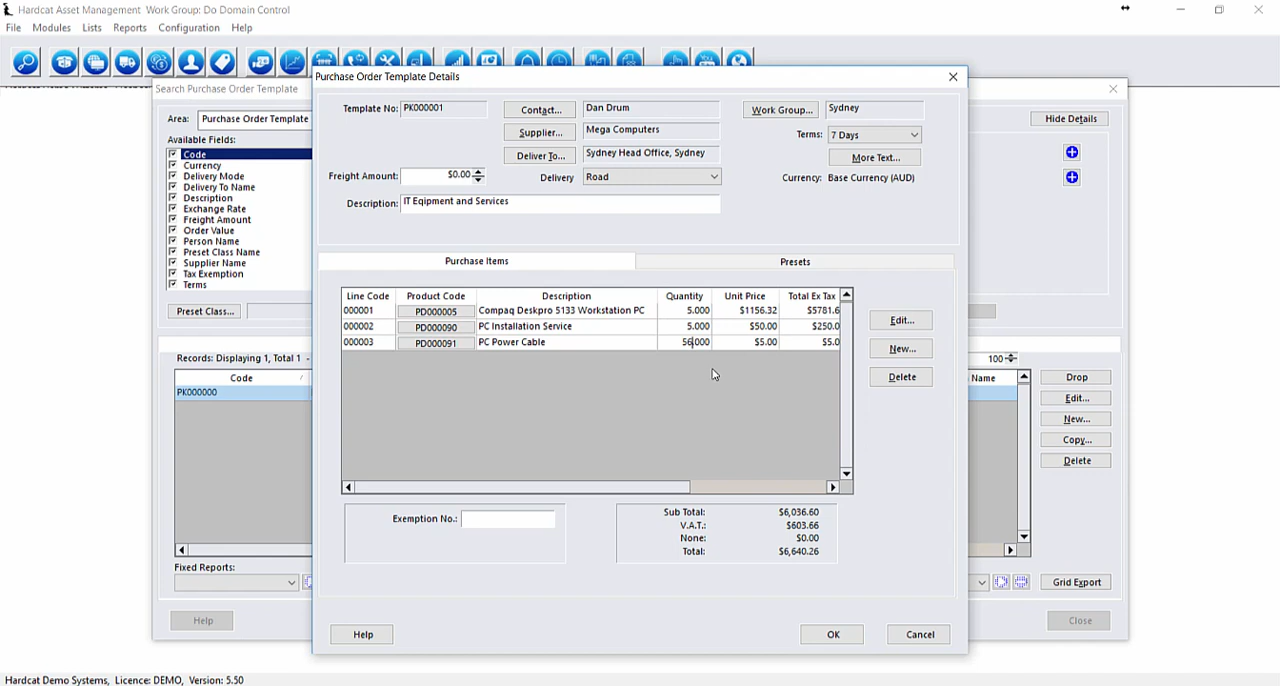 Hardcat Asset Management Work Group: Do Domain Control
File Modules Lists Reports Configuration Help
Purchase Order Template Details
Search Purchase Order Template
Area: Purchase Order Template
Hide Details
Available Fields:
Code
Currency
Delivery Mode
Delivery To Name
Description
Exchange Rate
Freight Amount
Order Value
Person Name
Preset Class Name
Supplier Name
Tax Exemption
Terms
Preset Class...
Template No: PK000001
Contact... Dan Drum
Work Group... Sydney
Supplier... Mega Computers
Terms: 7 Days
Deliver To... Sydney Head Office, Sydney
More Text...
Freight Amount: $0.00
Delivery Road
Currency: Base Currency (AUD)
Description: IT Eqipment and Services
Purchase Items Presets
Line Code Product Code Description Quantity Unit Price Total Ex Tax
000001 PD000005 Compaq Deskpro 5133 Workstation PC 5.000 $1156.32 $5781.6
000002 PD000090 PC Installation Service 5.000 $50.00 $250.0
000003 PD000091 PC Power Cable 56.000 $5.00 $5.0
Edit...
New...
Delete
Records: Displaying 1, Total 1 -
100
Code
Name
PK000000
Drop
Edit...
New...
Copy...
Delete
Exemption No.:
Sub Total: $6,036.60
V.A.T.: $603.66
None: $0.00
Total: $6,640.26
Fixed Reports:
Grid Export
Help
Close
Help OK Cancel
Hardcat Demo Systems, Licence: DEMO, Version: 5.50